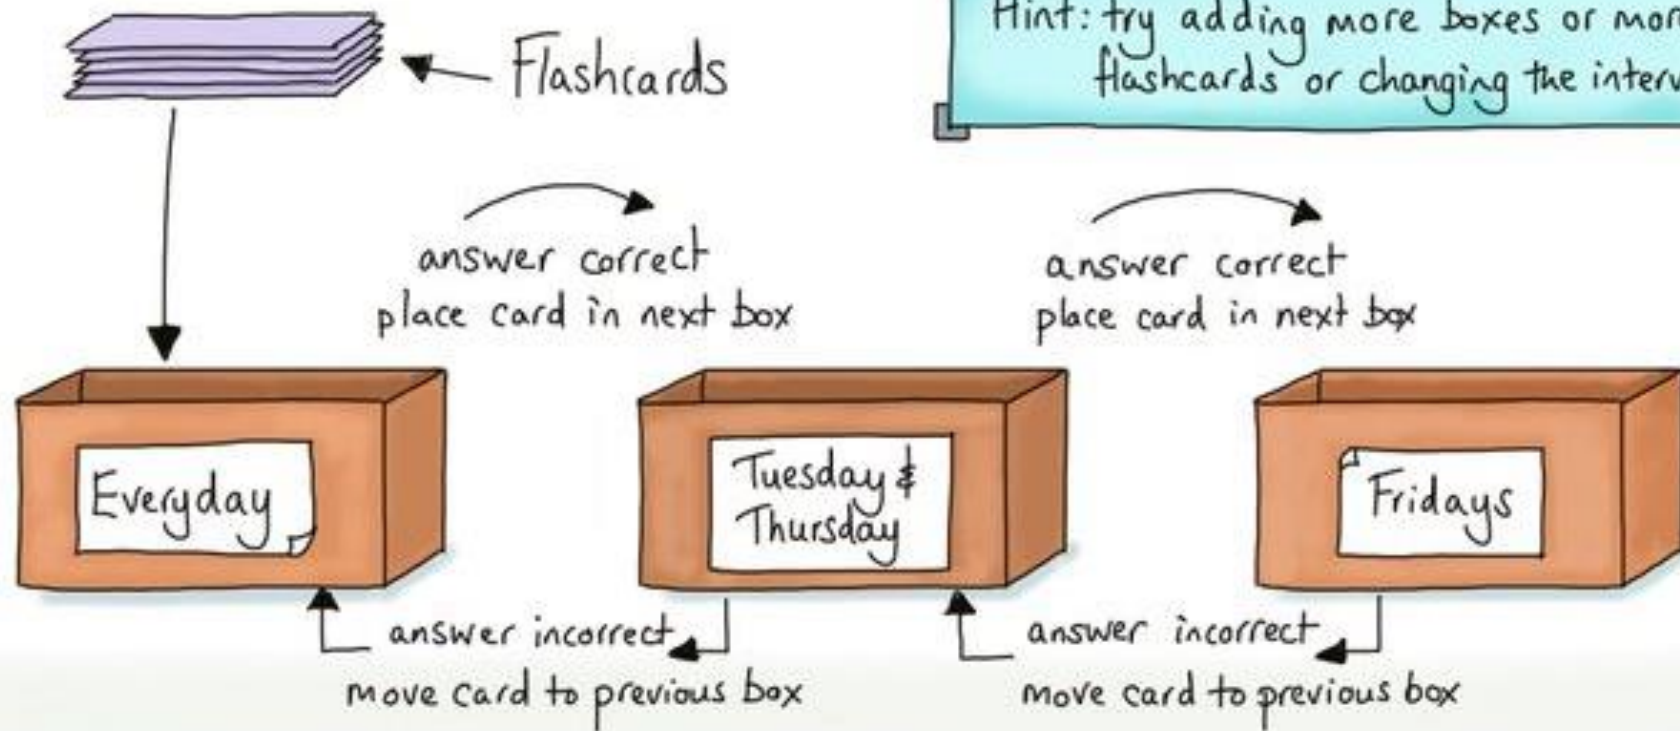 Flashcards
Hint: try adding more boxes or
flashcards or changing the
answer correct
place card in next box
answer correct
place card in next box
Everyday
Tuesday &
Thursday
Fridays
answer incorrect
move card to previous box
answer incorrect
move card to previous box